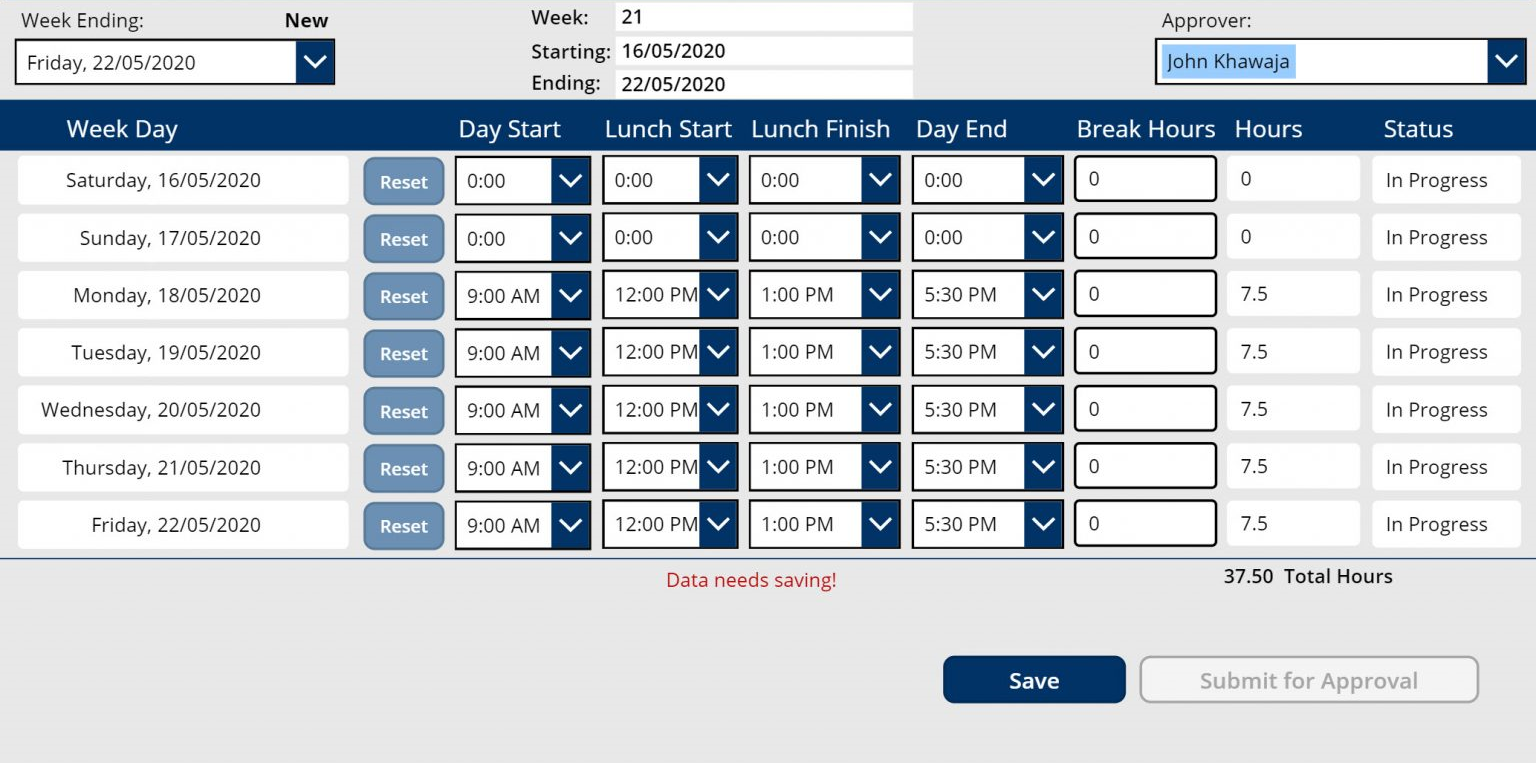 Week Ending: New
Friday, 22/05/2020
Week: 21
Starting: 16/05/2020
Ending: 22/05/2020
Approver:
John Khawaja
Week Day Day Start Lunch Start Lunch Finish Day End Break Hours Hours Status
Saturday, 16/05/2020 Reset 0:00 0:00 0:00 0:00 0 0 In Progress
Sunday, 17/05/2020 Reset 0:00 0:00 0:00 0:00 0 0 In Progress
Monday, 18/05/2020 Reset 9:00 AM 12:00 PM 1:00 PM 5:30 PM 0 7.5 In Progress
Tuesday, 19/05/2020 Reset 9:00 AM 12:00 PM 1:00 PM 5:30 PM 0 7.5 In Progress
Wednesday, 20/05/2020 Reset 9:00 AM 12:00 PM 1:00 PM 5:30 PM 0 7.5 In Progress
Thursday, 21/05/2020 Reset 9:00 AM 12:00 PM 1:00 PM 5:30 PM 0 7.5 In Progress
Friday, 22/05/2020 Reset 9:00 AM 12:00 PM 1:00 PM 5:30 PM 0 7.5 In Progress
Data needs saving! 37.50 Total Hours
Save Submit for Approval